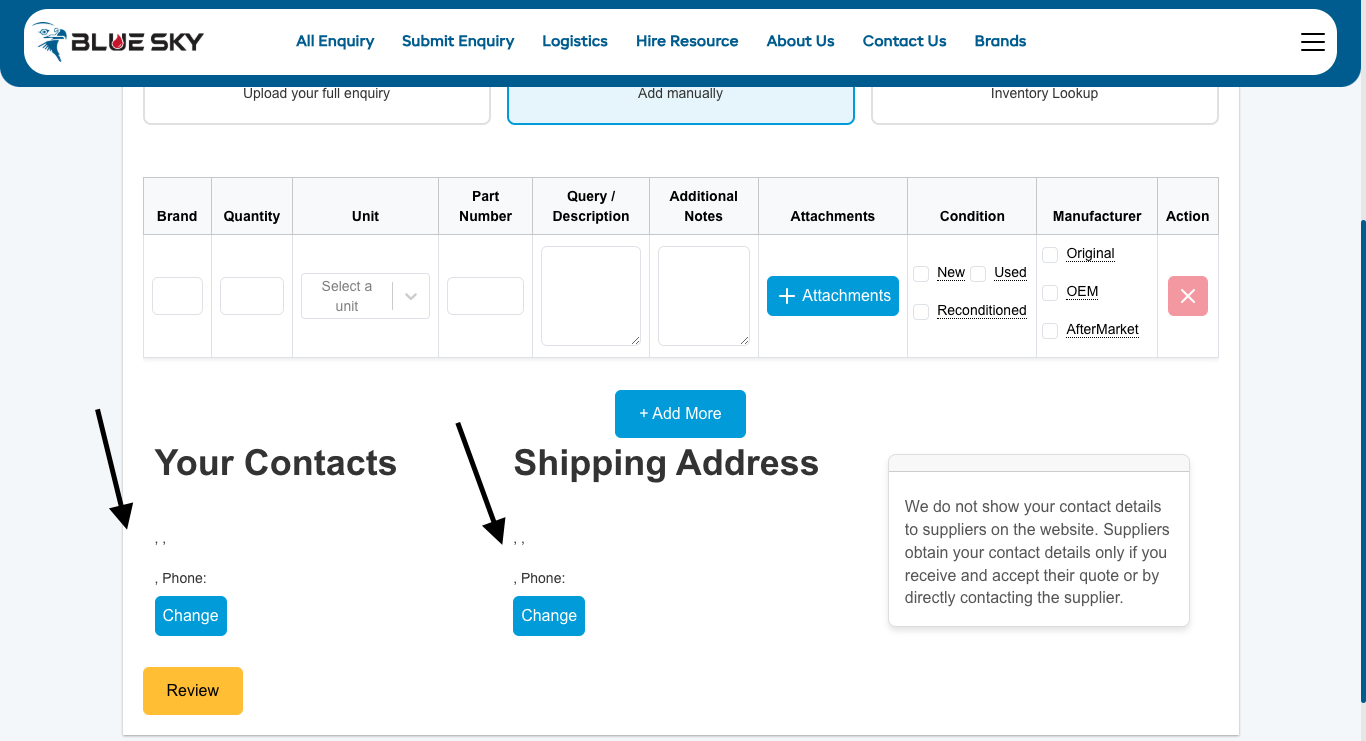 BLUE SKY
All Enquiry Submit Enquiry Logistics Hire Resource About Us Contact Us Brands
Upload your full enquiry
Add manually
Inventory Lookup
Brand
Quantity
Unit
Part
Number
Query /
Description
Additional
Notes
Attachments
Condition
Manufacturer
Action
Select a
unit
Attachments
New Used
Reconditioned
Original
OEM
AfterMarket
+ Add More
Your Contacts
, ,
, Phone:
Change
Shipping Address
, ,
, Phone:
Change
We do not show your contact details
to suppliers on the website. Suppliers
obtain your contact details only if you
receive and accept their quote or by
directly contacting the supplier.
Review